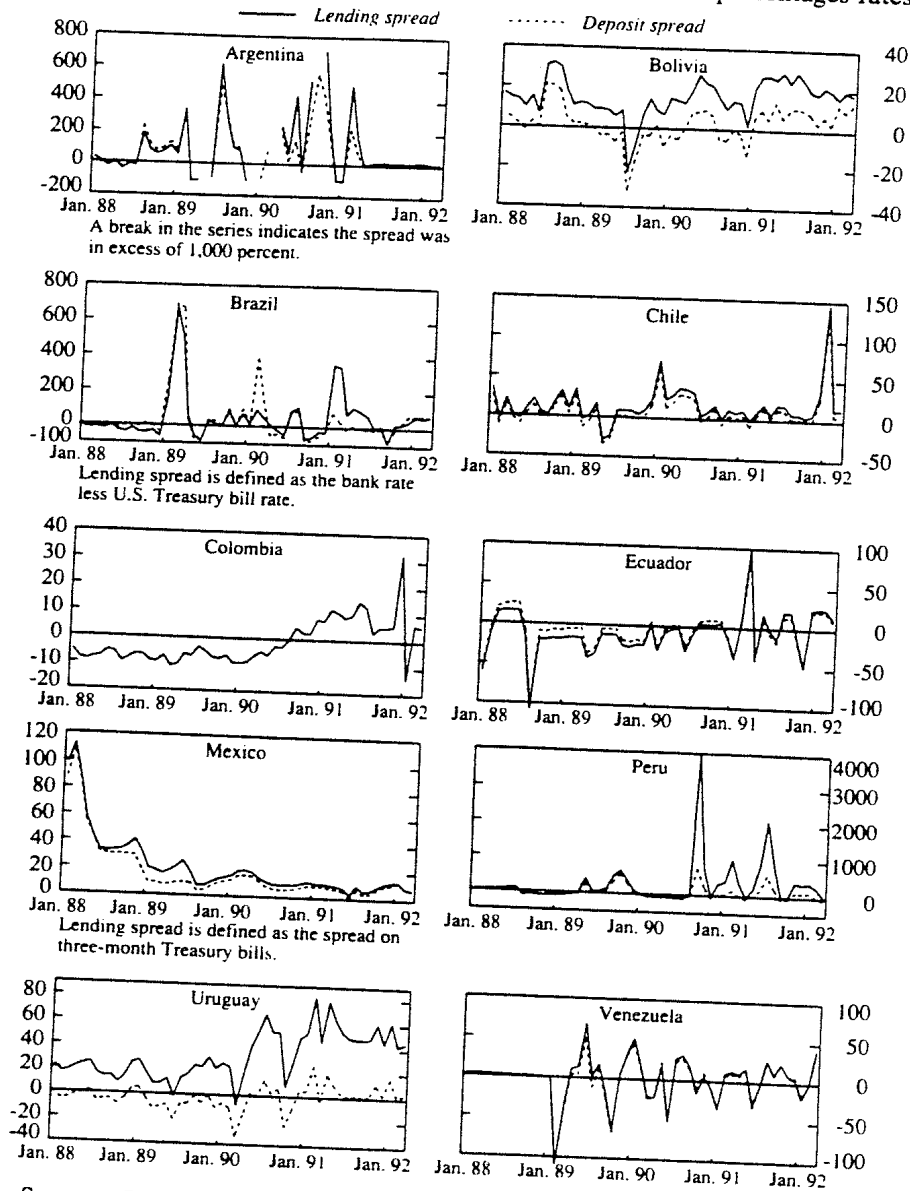 percentages rates
Lending spread
Deposit spread
Argentina
800
600
400
200
0
-200
Jan. 88 Jan. 89 Jan. 90 Jan. 91 Jan. 92
A break in the series indicates the spread was
in excess of 1,000 percent.
Bolivia
40
20
0
-20
-40
Jan. 88 Jan. 89 Jan. 90 Jan. 91 Jan. 92
Brazil
800
600
400
200
0
-100
Jan. 88 Jan. 89 Jan. 90 Jan. 91 Jan. 92
Lending spread is defined as the bank rate
less U.S. Treasury bill rate.
Chile
150
100
50
0
-50
Jan. 88 Jan. 89 Jan. 90 Jan. 91 Jan. 92
Colombia
40
30
20
10
0
-10
-20
Jan. 88 Jan. 89 Jan. 90 Jan. 91 Jan. 92
Ecuador
100
50
0
-50
-100
Jan. 88 Jan. 89 Jan. 90 Jan. 91 Jan. 92
Mexico
120
100
80
60
40
20
0
Jan. 88 Jan. 89 Jan. 90 Jan. 91 Jan. 92
Lending spread is defined as the spread on
three-month Treasury bills.
Peru
4000
3000
2000
1000
0
Jan. 88 Jan. 89 Jan. 90 Jan. 91 Jan. 92
Uruguay
80
60
40
20
0
-20
-40
Jan. 88 Jan. 89 Jan. 90 Jan. 91 Jan. 92
Venezuela
100
50
0
-50
-100
Jan. 88 Jan. 89 Jan. 90 Jan. 91 Jan. 92